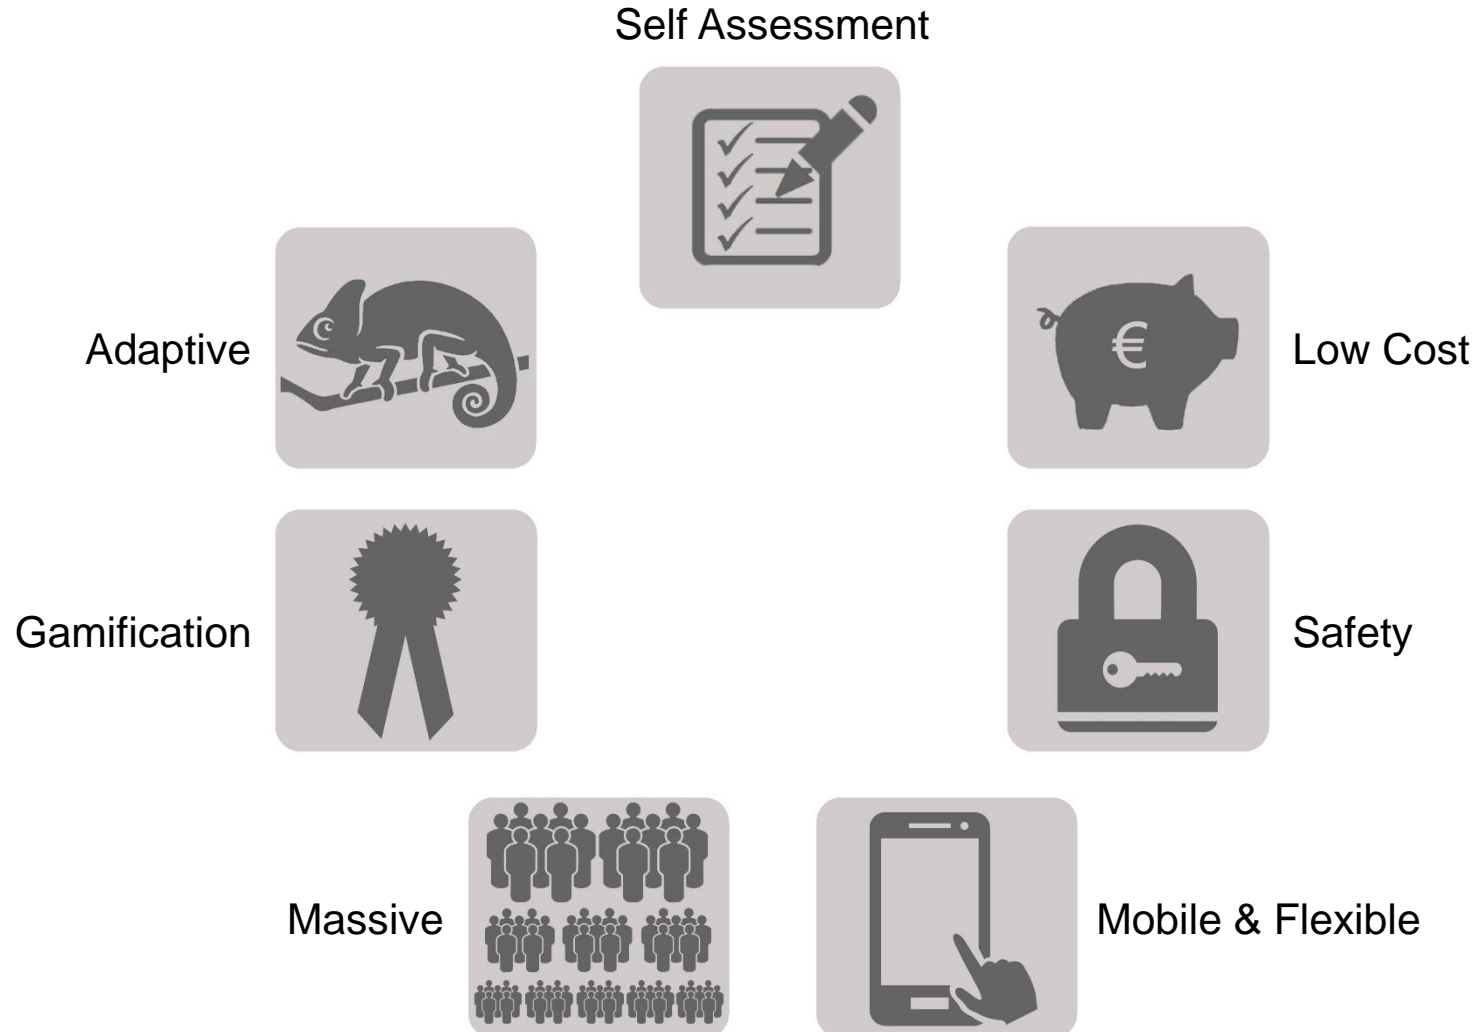 Self Assessment
Adaptive
€
Low Cost
Gamification
Safety
Massive
Mobile & Flexible